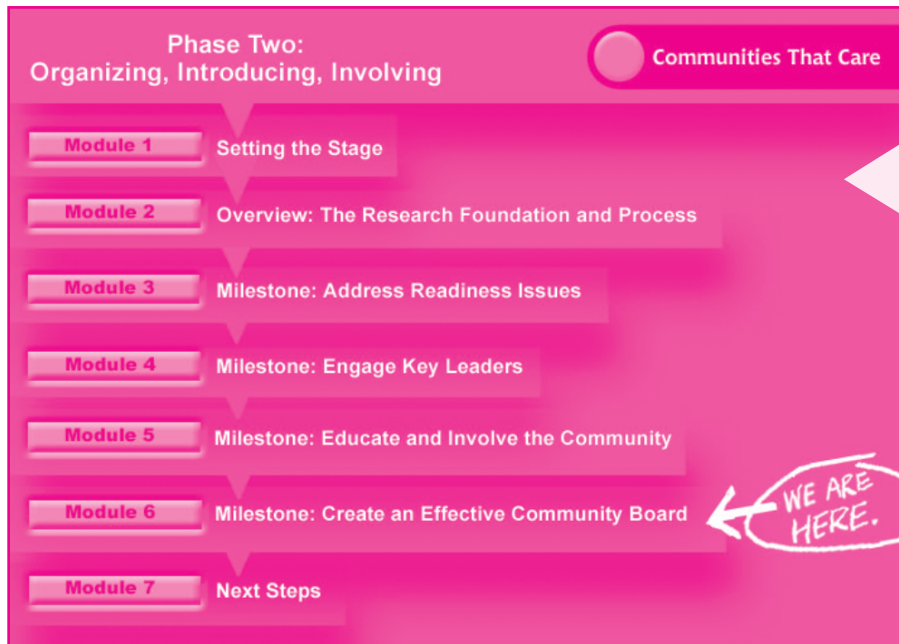 Phase Two:
Organizing, Introducing, Involving
Communities That Care
Module 1
Setting the Stage
Module 2
Overview: The Research Foundation and Process
Module 3
Milestone: Address Readiness Issues
Module 4
Milestone: Engage Key Leaders
Module 5
Milestone: Educate and Involve the Community
Module 6
Milestone: Create an Effective Community Board
WE ARE
HERE.
Module 7
Next Steps